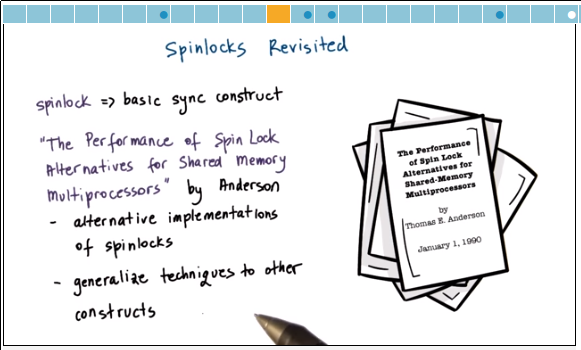 Spinlocks Revisited
spinlock => basic sync construct
"The Performance of Spin Lock
Alternatives for Shared Memory
Multiprocessors" by Anderson
- alternative implementations
of spinlocks
- generalize techniques to other
constructs
The Performance
of Spin Lock
Alternatives for
Shared-Memory
Multiprocessors
by
Thomas E. Anderson
January 1, 1990